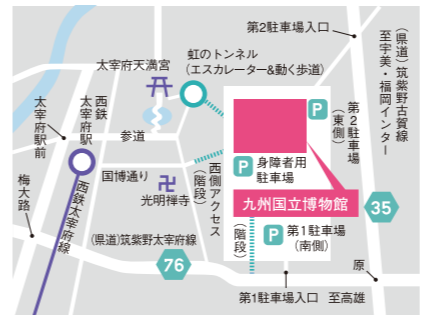 第2駐車場入口
(県道)筑紫野古賀線
至宇美・福岡インター
虹のトンネル
(エスカレーター&動く歩道)
太宰府天満宮
P
第2駐車場
(東側)
西鉄
太宰府駅
太宰府駅前
参道
P
身障者用
駐車場
国博通り
光明禅寺
西側アクセス
(階段)
梅大路
西鉄太宰府線
九州国立博物館
35
P
第1駐車場
(南側)
(階段)
(県道)筑紫野太宰府線
76
原
第1駐車場入口
至高雄